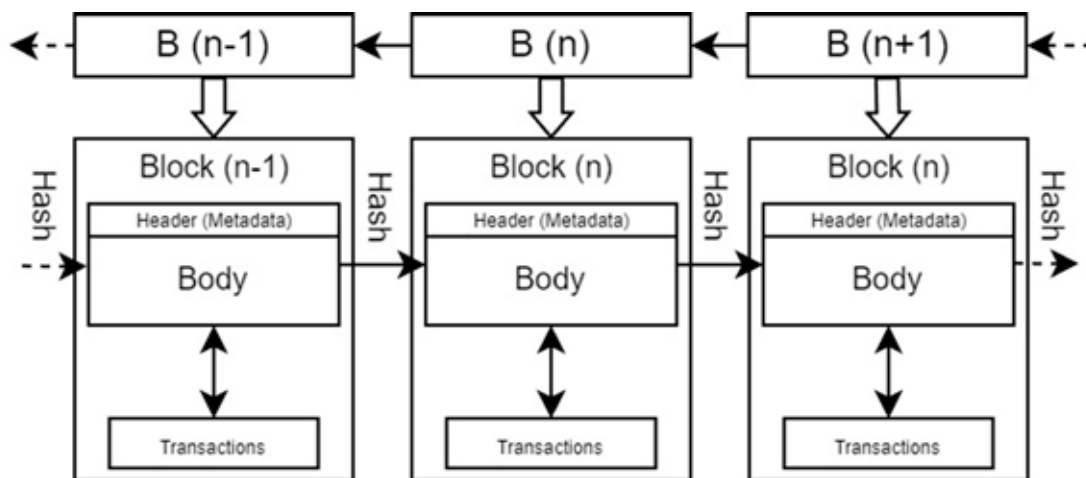 B (n-1)
B (n)
B (n+1)
Block (n-1)
Block (n)
Block (n)
Hash
Hash
Hash
Hash
Header (Metadata)
Header (Metadata)
Header (Metadata)
Body
Body
Body
Transactions
Transactions
Transactions